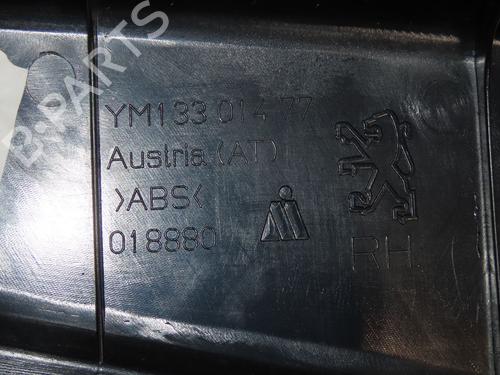 B-PARTS
YM133 014 77
Austria (AT)
>ABS<
018880
RH